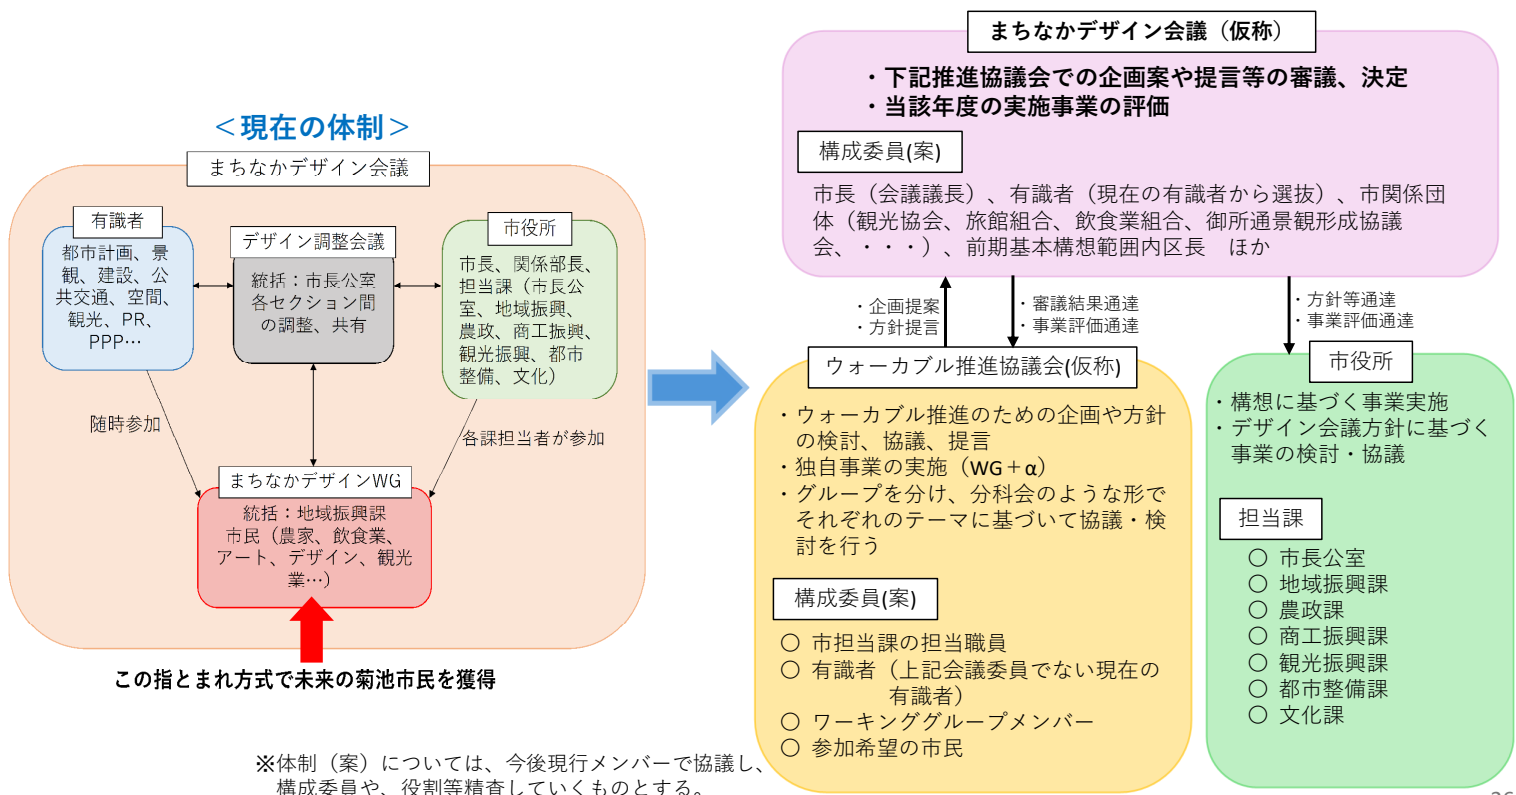 ＜現在の体制＞
まちなかデザイン会議
有識者
都市計画、景
観、建設、公
共交通、空間、
観光、PR、
PPP…
デザイン調整会議
統括：市長公室
各セクション間
の調整、共有
市役所
市長、関係部長、
担当課（市長公
室、地域振興、
農政、商工振興、
観光振興、都市
整備、文化）
随時参加
各課担当者が参加
まちなかデザインWG
統括：地域振興課
市民（農家、飲食業、
アート、デザイン、観光
業…）
この指とまれ方式で未来の菊池市民を獲得
まちなかデザイン会議（仮称）
・下記推進協議会での企画案や提言等の審議、決定
・当該年度の実施事業の評価
構成委員(案)
市長（会議議長）、有識者（現在の有識者から選抜）、市関係団
体（観光協会、旅館組合、飲食業組合、御所通景観形成協議
会、・・・）、前期基本構想範囲内区長　ほか
・企画提案
・方針提言
・審議結果通達
・事業評価通達
・方針等通達
・事業評価通達
ウォーカブル推進協議会(仮称)
・ウォーカブル推進のための企画や方針
の検討、協議、提言
・独自事業の実施（WG＋α）
・グループを分け、分科会のような形で
それぞれのテーマに基づいて協議・検
討を行う
構成委員(案)
〇 市担当課の担当職員
〇 有識者（上記会議委員でない現在の
有識者）
〇 ワーキンググループメンバー
〇 参加希望の市民
市役所
・構想に基づく事業実施
・デザイン会議方針に基づく
事業の検討・協議
担当課
〇 市長公室
〇 地域振興課
〇 農政課
〇 商工振興課
〇 観光振興課
〇 都市整備課
〇 文化課
※体制（案）については、今後現行メンバーで協議し、
構成委員や、役割等精査していくものとする。